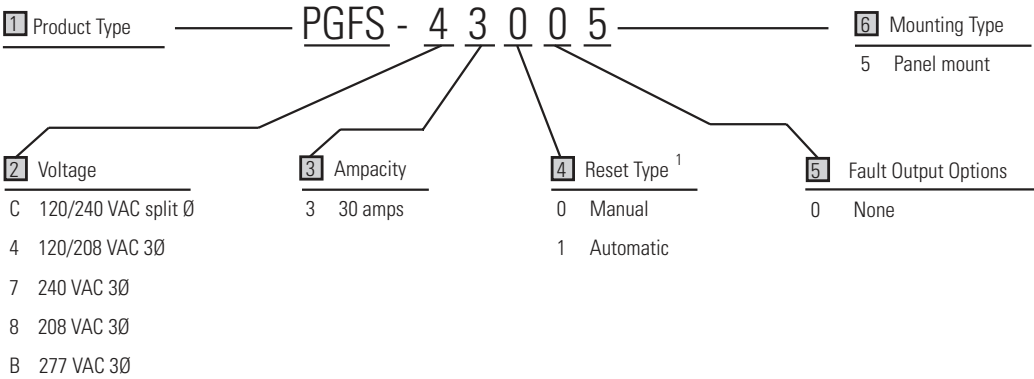 1 Product Type
PGFS - 4 3 0 0 5
6 Mounting Type
5 Panel mount
2 Voltage
C 120/240 VAC split Ø
4 120/208 VAC 3Ø
7 240 VAC 3Ø
8 208 VAC 3Ø
B 277 VAC 3Ø
3 Ampacity
3 30 amps
4 Reset Type 1
0 Manual
1 Automatic
5 Fault Output Options
0 None